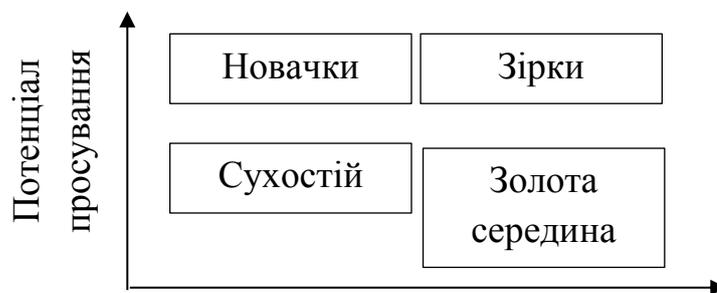 Потенціал
просування
Новачки
Зірки
Сухостій
Золота
середина